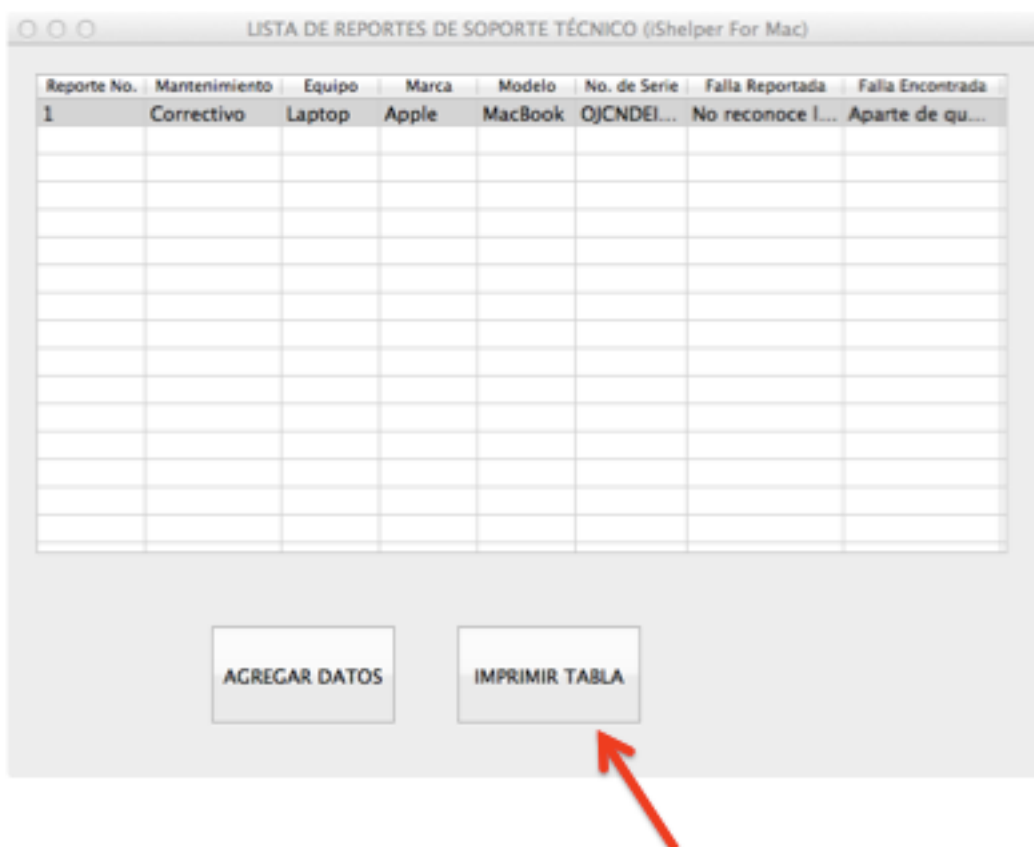 LISTA DE REPORTES DE SOPORTE TÉCNICO (iShelper For Mac)
Reporte No. Mantenimiento Equipo Marca Modelo No. de Serie Falla Reportada Falla Encontrada
1 Correctivo Laptop Apple MacBook OJCNDEI... No reconoce l... Aparte de qu...
AGREGAR DATOS IMPRIMIR TABLA